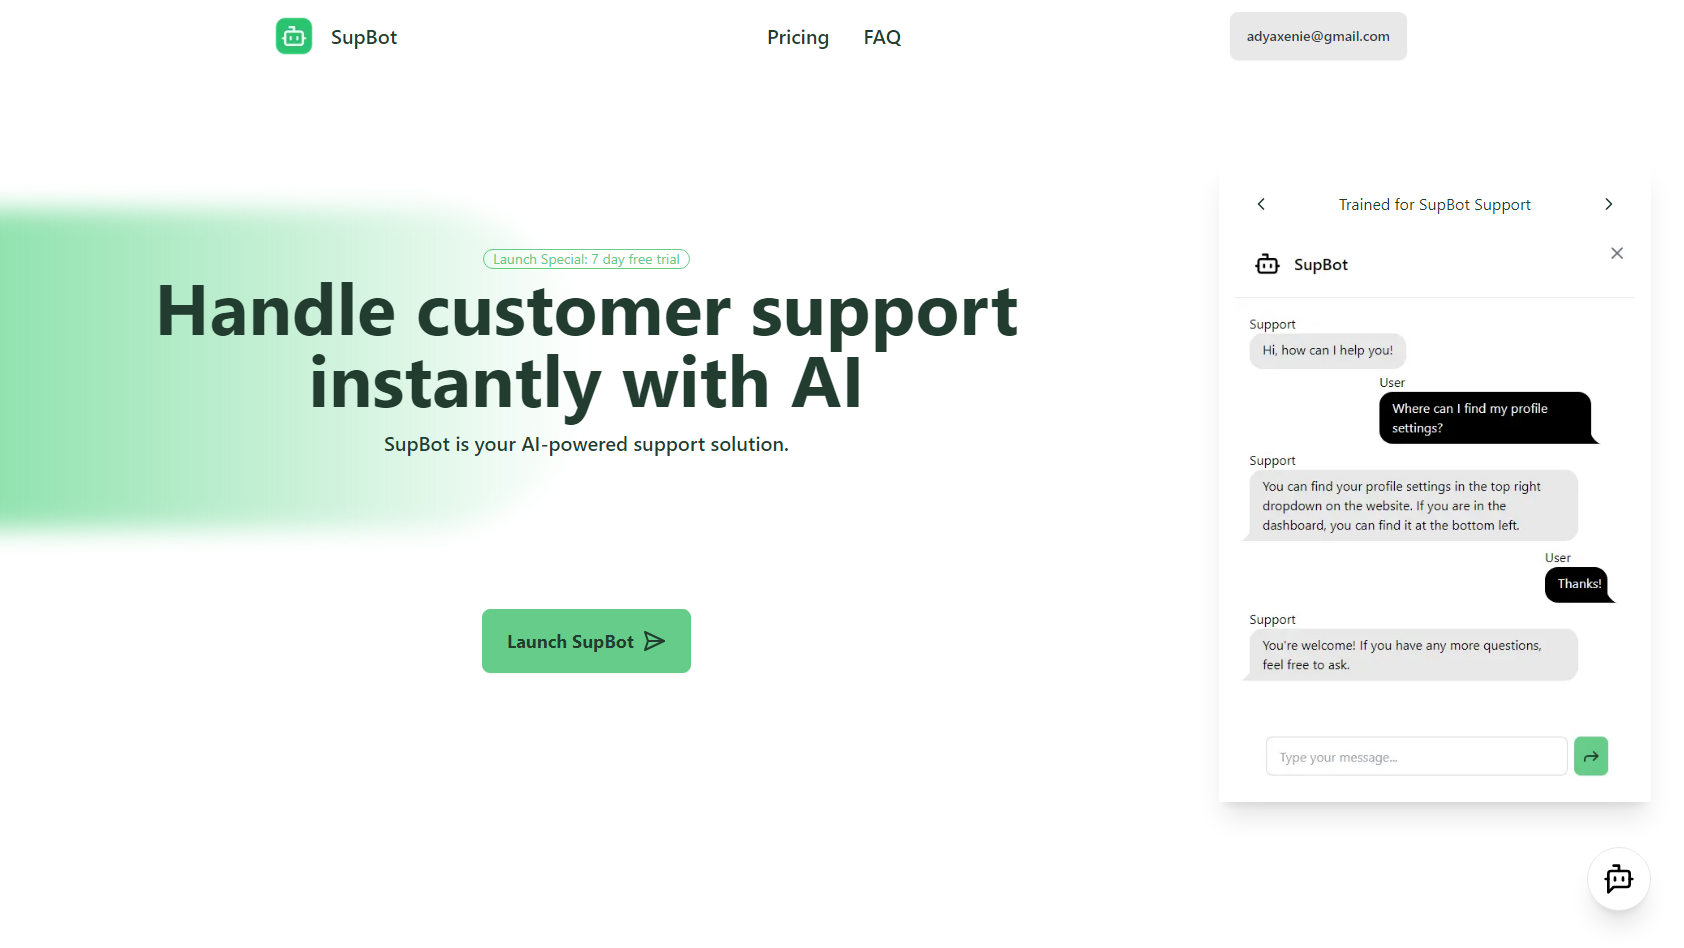 SupBot
Pricing
FAQ
adyaxenie@gmail.com
Launch Special: 7 day free trial
Handle customer support
instantly with AI
SupBot is your AI-powered support solution.
Launch SupBot
Trained for SupBot Support
SupBot
Support
Hi, how can I help you!
User
Where can I find my profile
settings?
Support
You can find your profile settings in the top right
dropdown on the website. If you are in the
dashboard, you can find it at the bottom left.
User
Thanks!
Support
You're welcome! If you have any more questions,
feel free to ask.
Type your message...